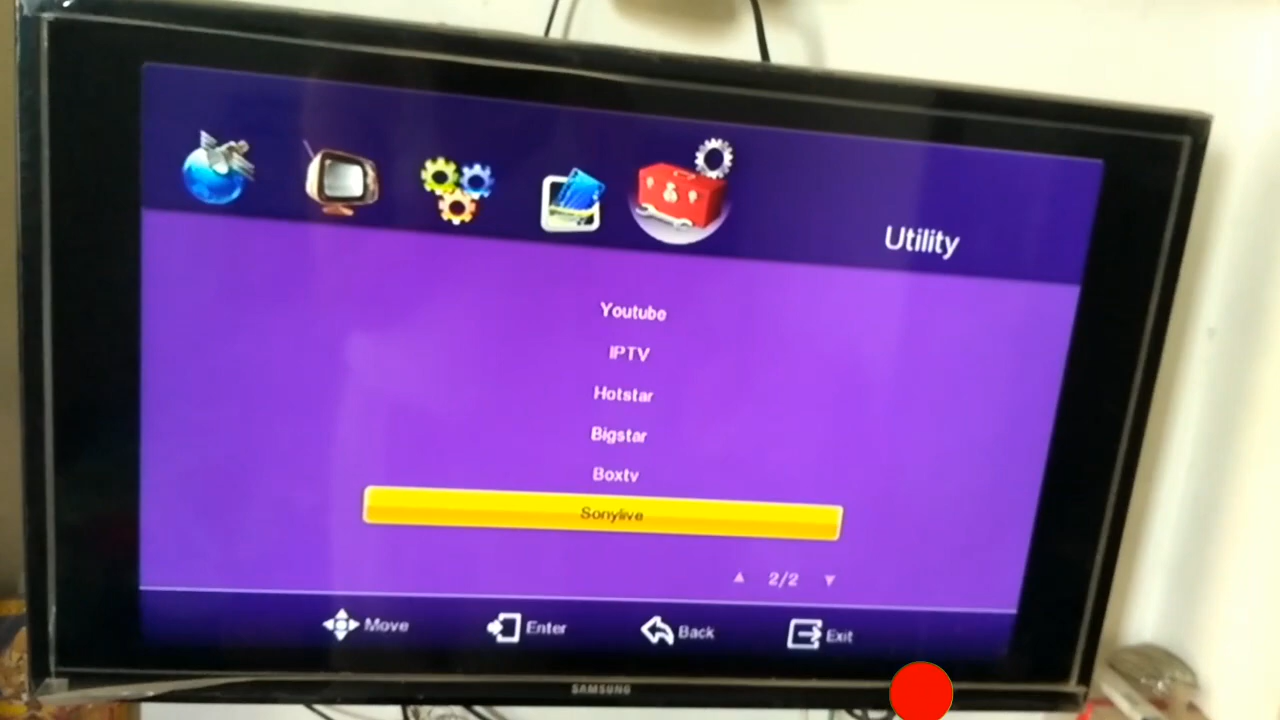 Utility
Youtube
IPTV
Hotstar
Bigstar
Boxtv
Sonylive
2/2
Move Enter Back Exit
SAMSUNG